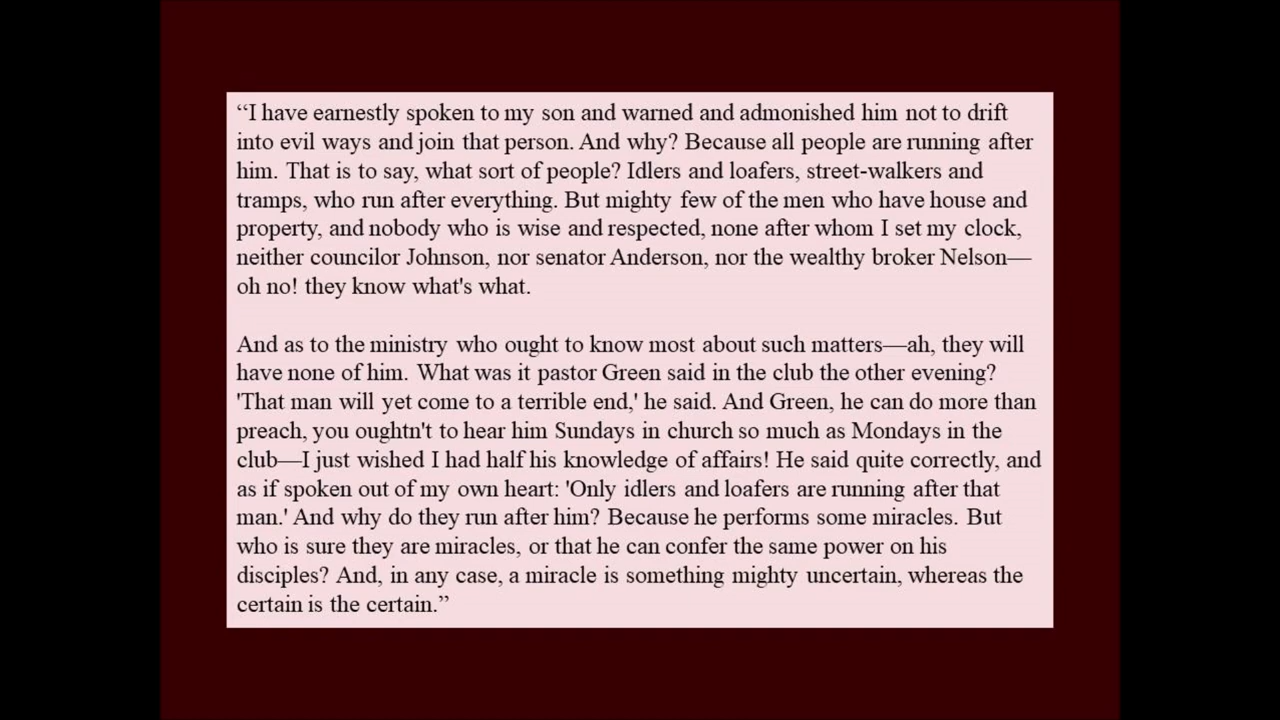 “I have earnestly spoken to my son and warned and admonished him not to drift
into evil ways and join that person. And why? Because all people are running after
him. That is to say, what sort of people? Idlers and loafers, street-walkers and
tramps, who run after everything. But mighty few of the men who have house and
property, and nobody who is wise and respected, none after whom I set my clock,
neither councilor Johnson, nor senator Anderson, nor the wealthy broker Nelson—
oh no! they know what's what.
And as to the ministry who ought to know most about such matters—ah, they will
have none of him. What was it pastor Green said in the club the other evening?
'That man will yet come to a terrible end,' he said. And Green, he can do more than
preach, you oughtn't to hear him Sundays in church so much as Mondays in the
club—I just wished I had half his knowledge of affairs! He said quite correctly, and
as if spoken out of my own heart: 'Only idlers and loafers are running after that
man.' And why do they run after him? Because he performs some miracles. But
who is sure they are miracles, or that he can confer the same power on his
disciples? And, in any case, a miracle is something mighty uncertain, whereas the
certain is the certain.”